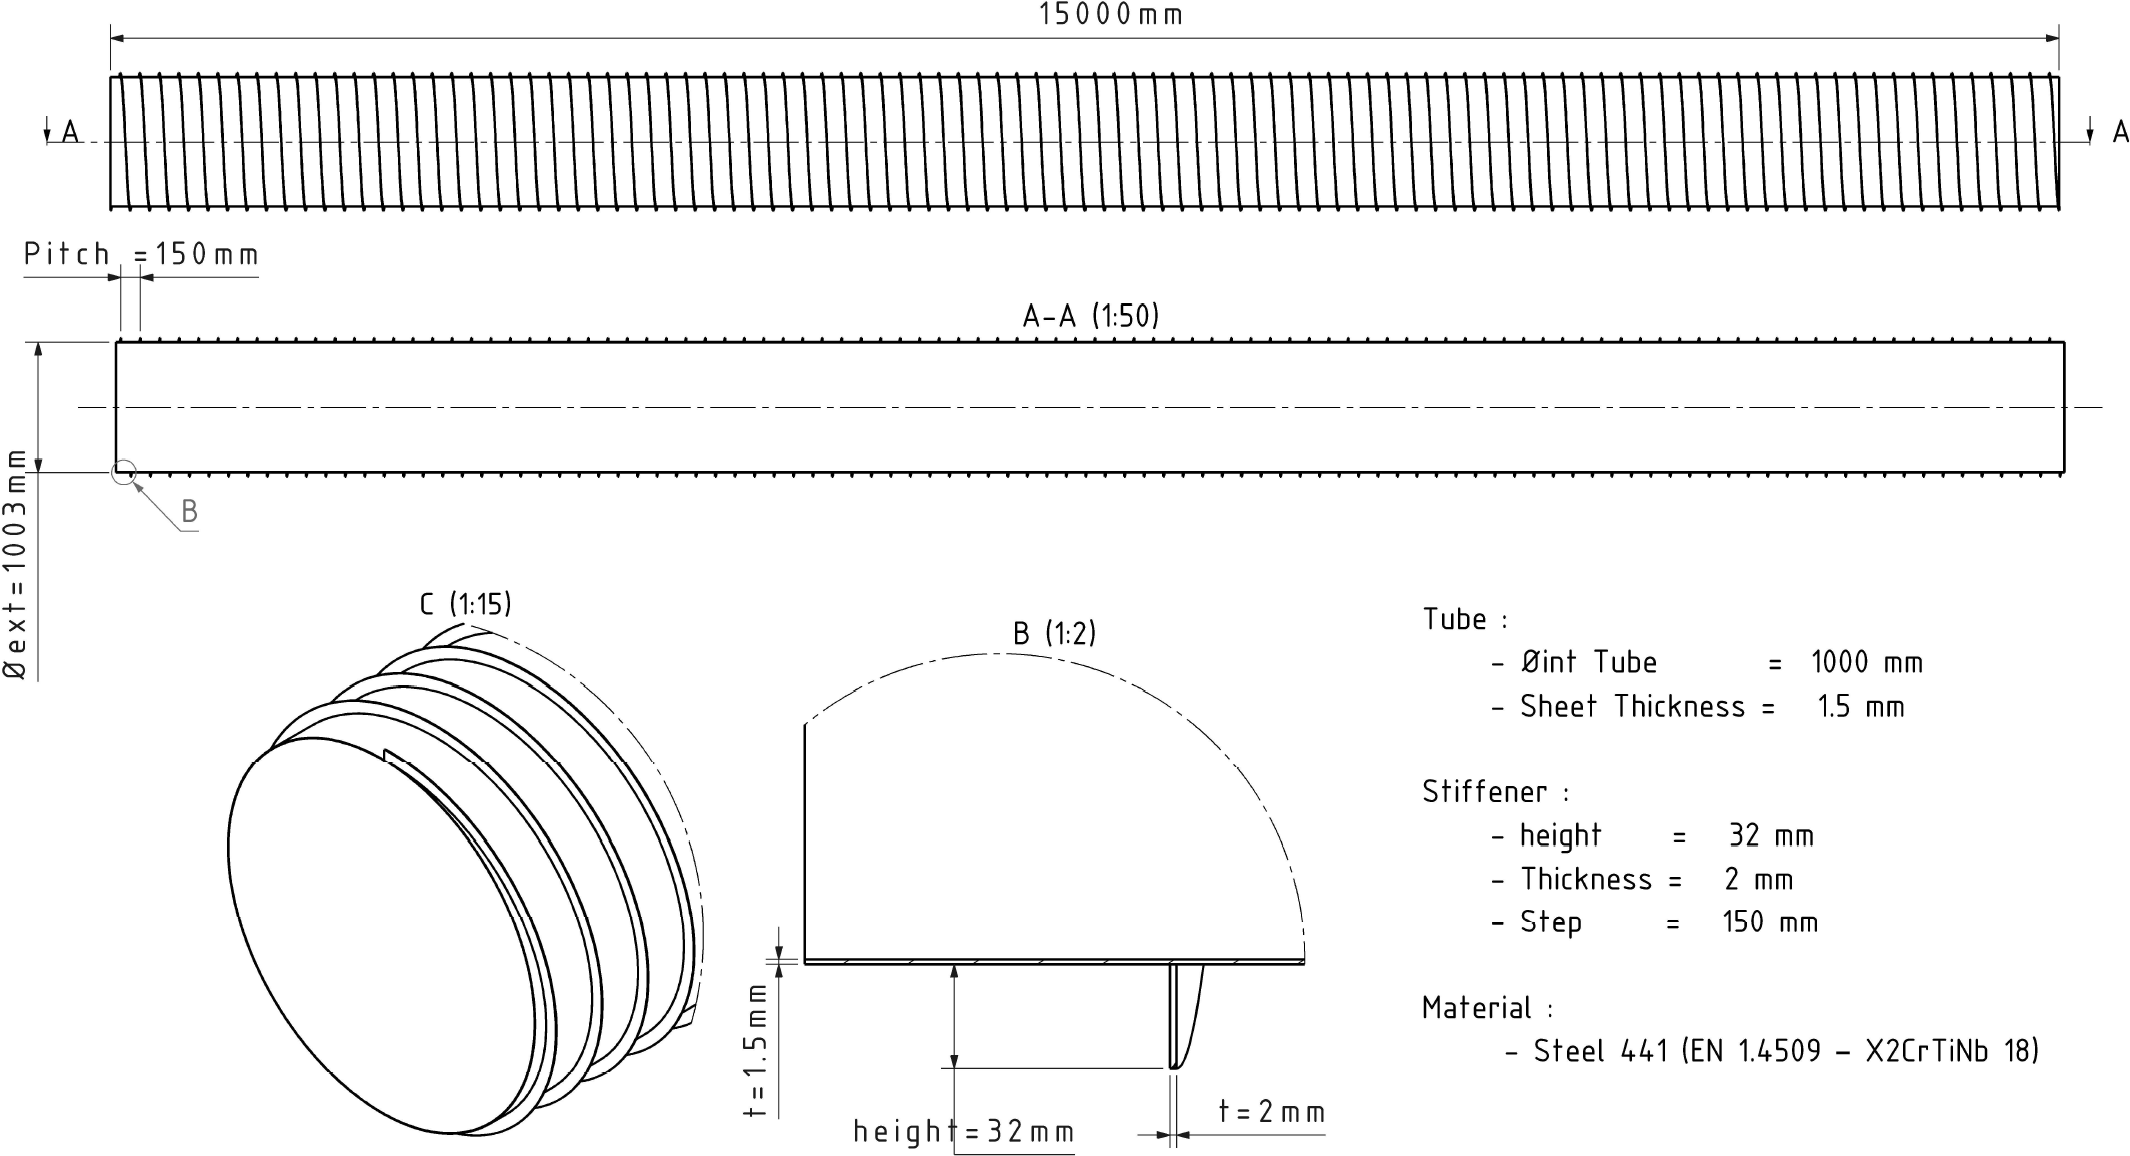 15000mm
A
A
Pitch =150mm
A-A (1:50)
Øext=1003mm
B
C (1:15)
B (1:2)
t=1.5mm
height=32mm
t=2mm
Tube :
- Øint Tube = 1000 mm
- Sheet Thickness = 1.5 mm
Stiffener :
- height = 32 mm
- Thickness = 2 mm
- Step = 150 mm
Material :
- Steel 441 (EN 1.4509 - X2CrTiNb 18)